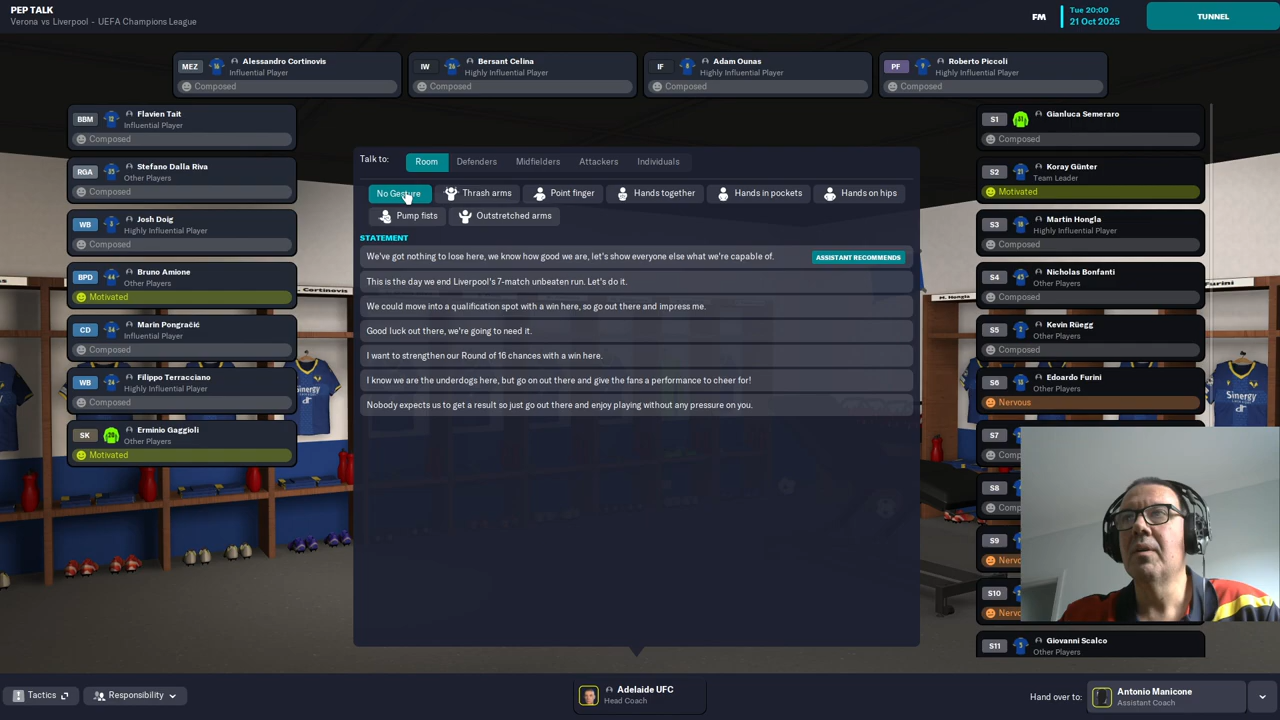 PEP TALK
Verona vs Liverpool - UEFA Champions League
FM
Tue 20:00
21 Oct 2025
TUNNEL
MEZ
Alessandro Cortinovis
Influential Player
Composed
IW
Bersant Celina
Highly Influential Player
Composed
IF
Adam Ounas
Highly Influential Player
Composed
PF
Roberto Piccoli
Highly Influential Player
Composed
BBM
Flavien Tait
Influential Player
Composed
RGA
Stefano Dalla Riva
Other Players
Composed
WB
Josh Doig
Highly Influential Player
Composed
BPD
Bruno Amione
Other Players
Motivated
CD
Marin Pongračić
Influential Player
Composed
WB
Filippo Terracciano
Highly Influential Player
Composed
SK
Erminio Gaggioli
Other Players
Motivated
Talk to:
Room
Defenders
Midfielders
Attackers
Individuals
No Gesture
Thrash arms
Point finger
Hands together
Hands in pockets
Hands on hips
Pump fists
Outstretched arms
STATEMENT
We've got nothing to lose here, we know how good we are, let's show everyone else what we're capable of.
ASSISTANT RECOMMENDS
This is the day we end Liverpool's 7-match unbeaten run. Let's do it.
We could move into a qualification spot with a win here, so go out there and impress me.
Good luck out there, we're going to need it.
I want to strengthen our Round of 16 chances with a win here.
I know we are the underdogs here, but go on out there and give the fans a performance to cheer for!
Nobody expects us to get a result so just go out there and enjoy playing without any pressure on you.
S1
Gianluca Semeraro
Composed
S2
Koray Günter
Team Leader
Motivated
S3
Martin Hongla
Highly Influential Player
Composed
S4
Nicholas Bonfanti
Other Players
Composed
S5
Kevin Rüegg
Other Players
Composed
S6
Edoardo Furini
Other Players
Nervous
S7
Comp
S8
Comp
S9
Nervo
S10
Nervo
S11
Giovanni Scalco
Other Players
Cortinovis
M. Hongla
Furini
Sinergy
Sinergy
Tactics
Responsibility
Adelaide UFC
Head Coach
Hand over to:
Antonio Manicone
Assistant Coach